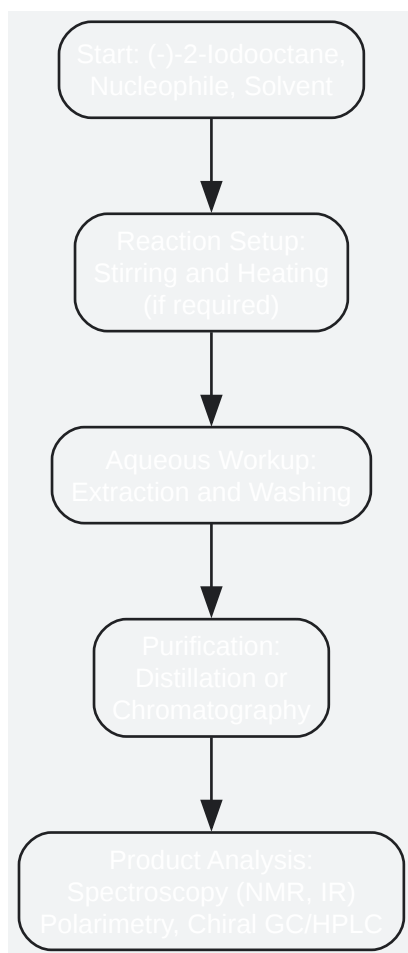 Start: (-)-2-Iodooctane,
Nucleophile, Solvent
Reaction Setup:
Stirring and Heating
(if required)
Aqueous Workup:
Extraction and Washing
Purification:
Distillation or
Chromatography
Product Analysis:
Spectroscopy (NMR, IR)
Polarimetry, Chiral GC/HPLC